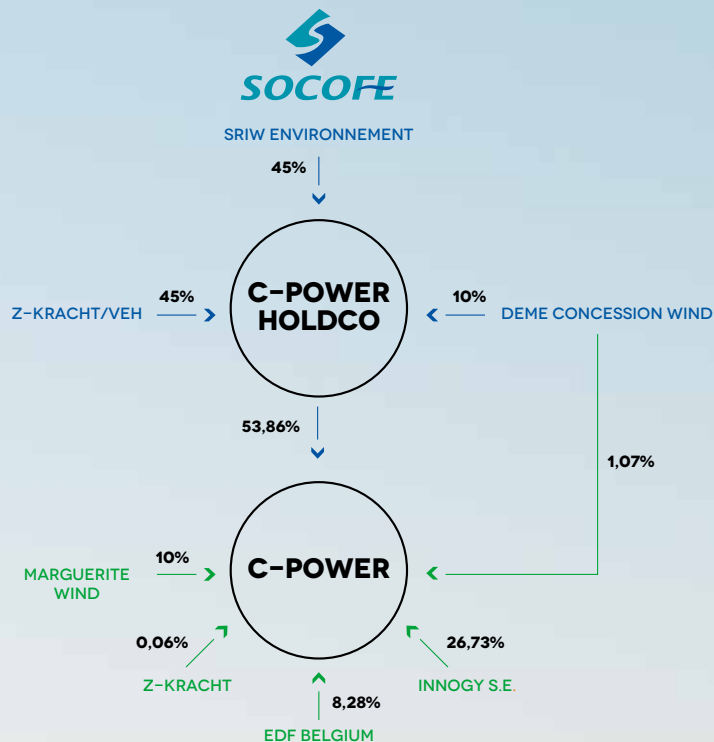 SOCOFE
SRIW ENVIRONNEMENT
45%
C-POWER
HOLDCO
Z-KRACHT/VEH
45%
10%
DEME CONCESSION WIND
53,86%
1,07%
C-POWER
10%
MARGUERITE
WIND
0,06%
Z-KRACHT
26,73%
INNOGY S.E.
8,28%
EDF BELGIUM